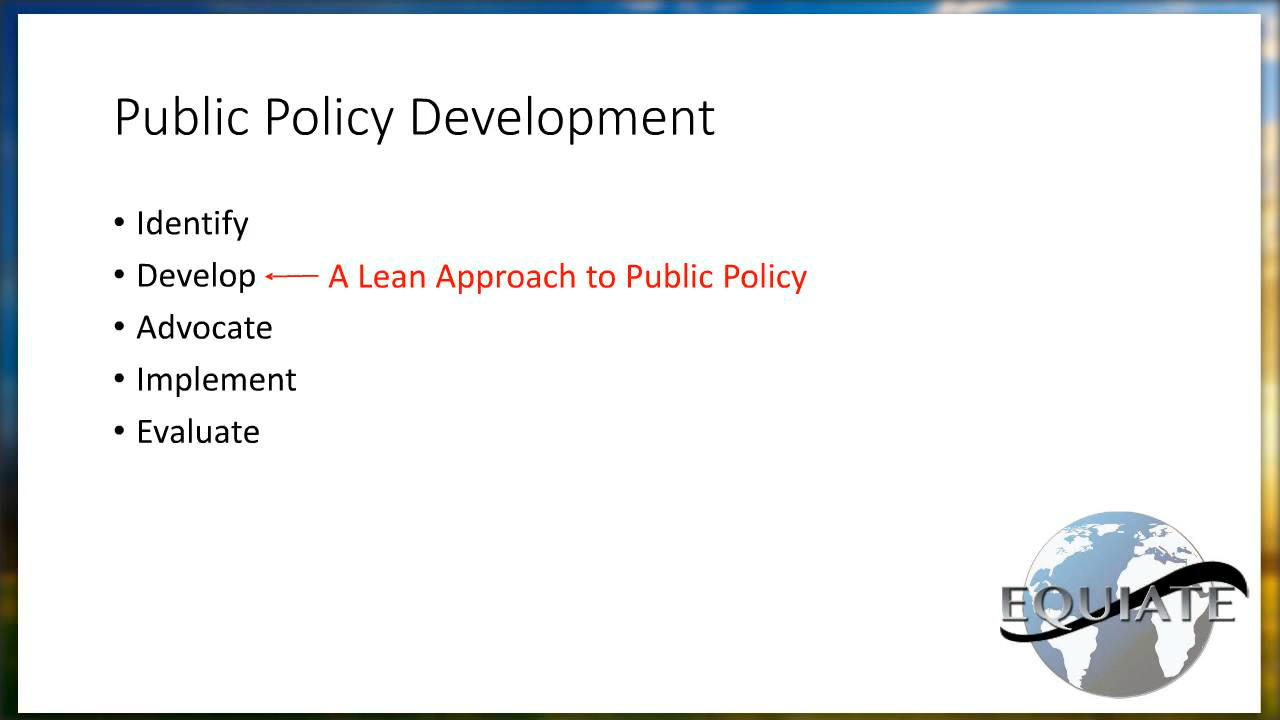 Public Policy Development
• Identify
• Develop ← A Lean Approach to Public Policy
• Advocate
• Implement
• Evaluate
EQUIATE